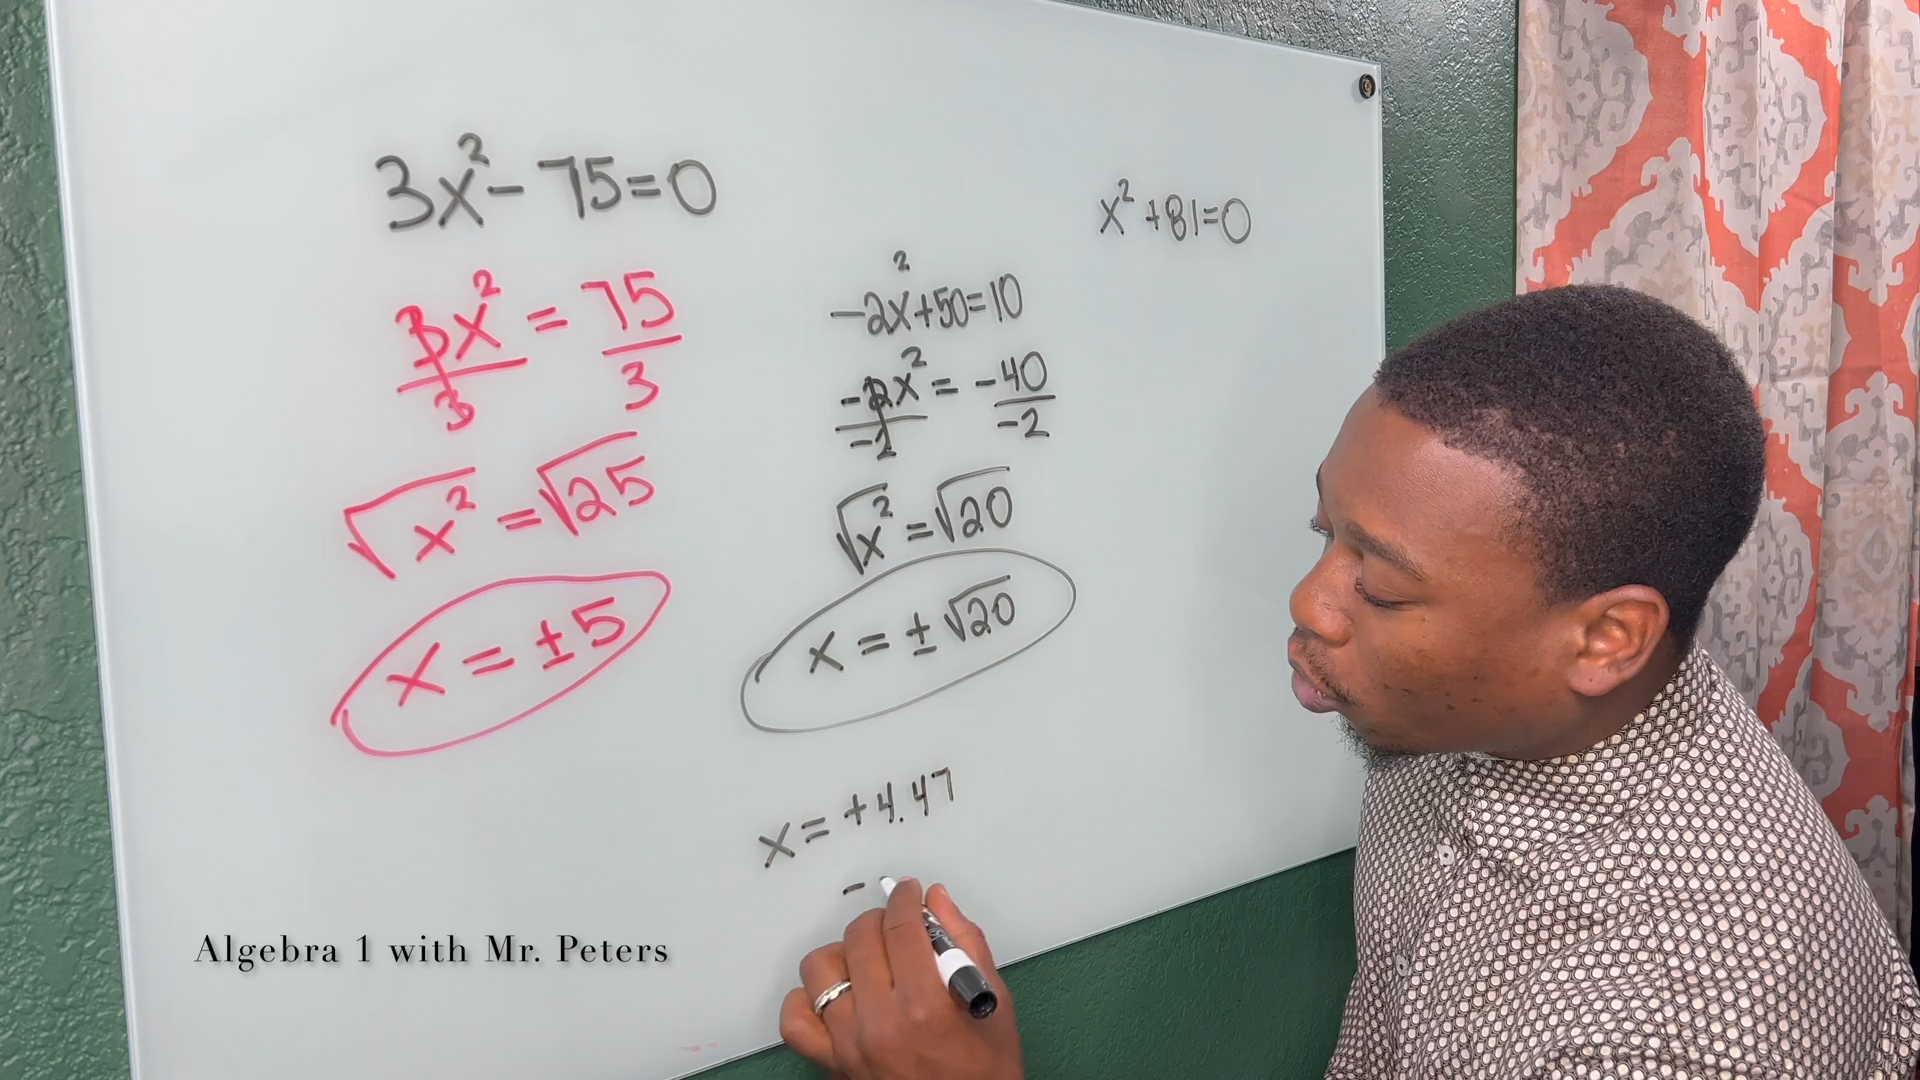 3x² - 75 = 0
3x² = 75
3 3
√x² = √25
x = ±5
-2x² + 50 = 10
-2x² = -40
-2 -2
√x² = √20
x = ±√20
x = +4.47
-
x² + 81 = 0
Algebra 1 with Mr. Peters